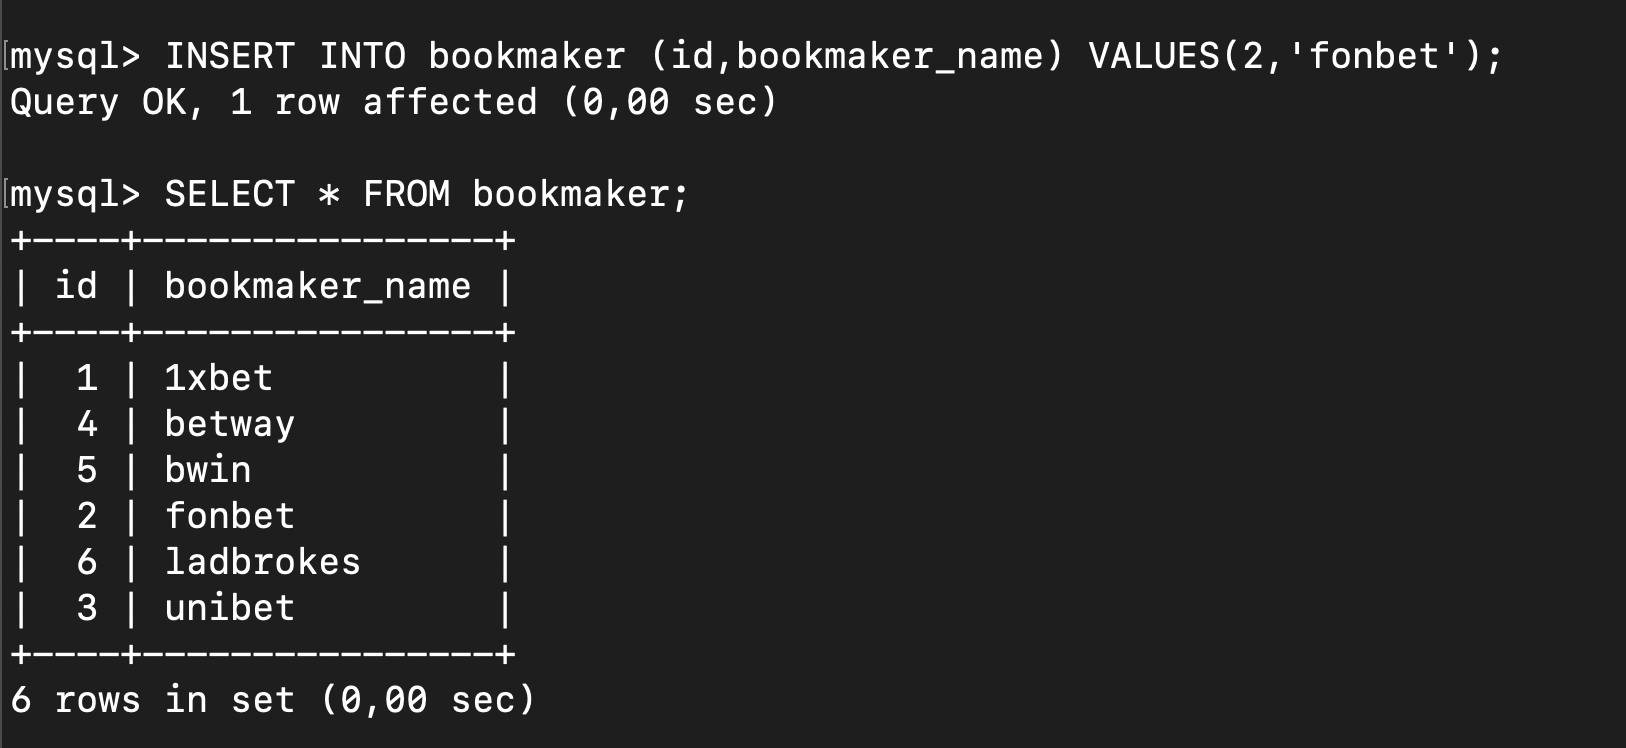 [mysql> INSERT INTO bookmaker (id,bookmaker_name) VALUES(2,'fonbet');
Query OK, 1 row affected (0,00 sec)

[mysql> SELECT * FROM bookmaker;
+----+----------------+
| id | bookmaker_name |
+----+----------------+
|  1 | 1xbet          |
|  4 | betway         |
|  5 | bwin           |
|  2 | fonbet         |
|  6 | ladbrokes      |
|  3 | unibet         |
+----+----------------+
6 rows in set (0,00 sec)